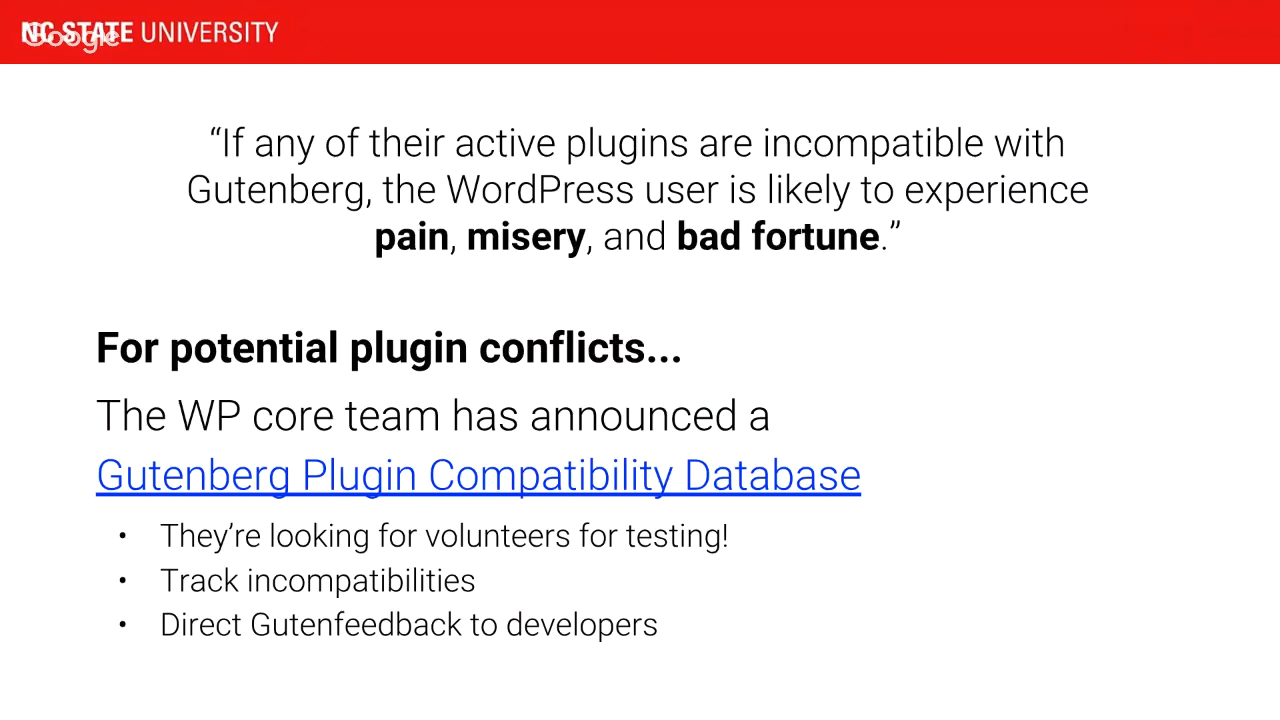 NC STATE UNIVERSITY
Google
“If any of their active plugins are incompatible with
Gutenberg, the WordPress user is likely to experience
pain, misery, and bad fortune.”
For potential plugin conflicts...
The WP core team has announced a
Gutenberg Plugin Compatibility Database
• They’re looking for volunteers for testing!
• Track incompatibilities
• Direct Gutenfeedback to developers